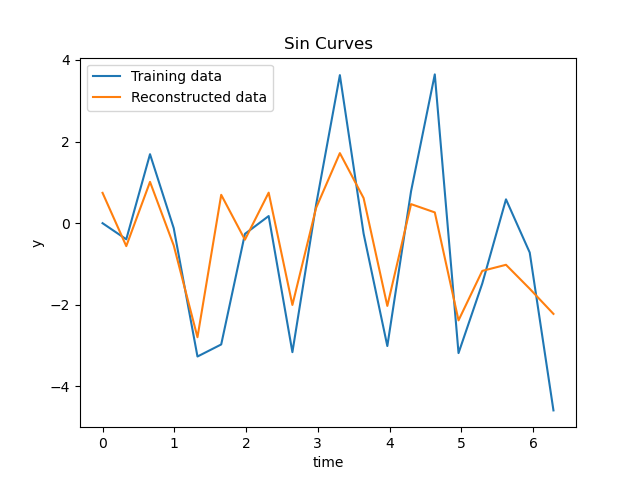 Sin Curves
Training data
Reconstructed data
4
2
0
−2
−4
y
0 1 2 3 4 5 6
time